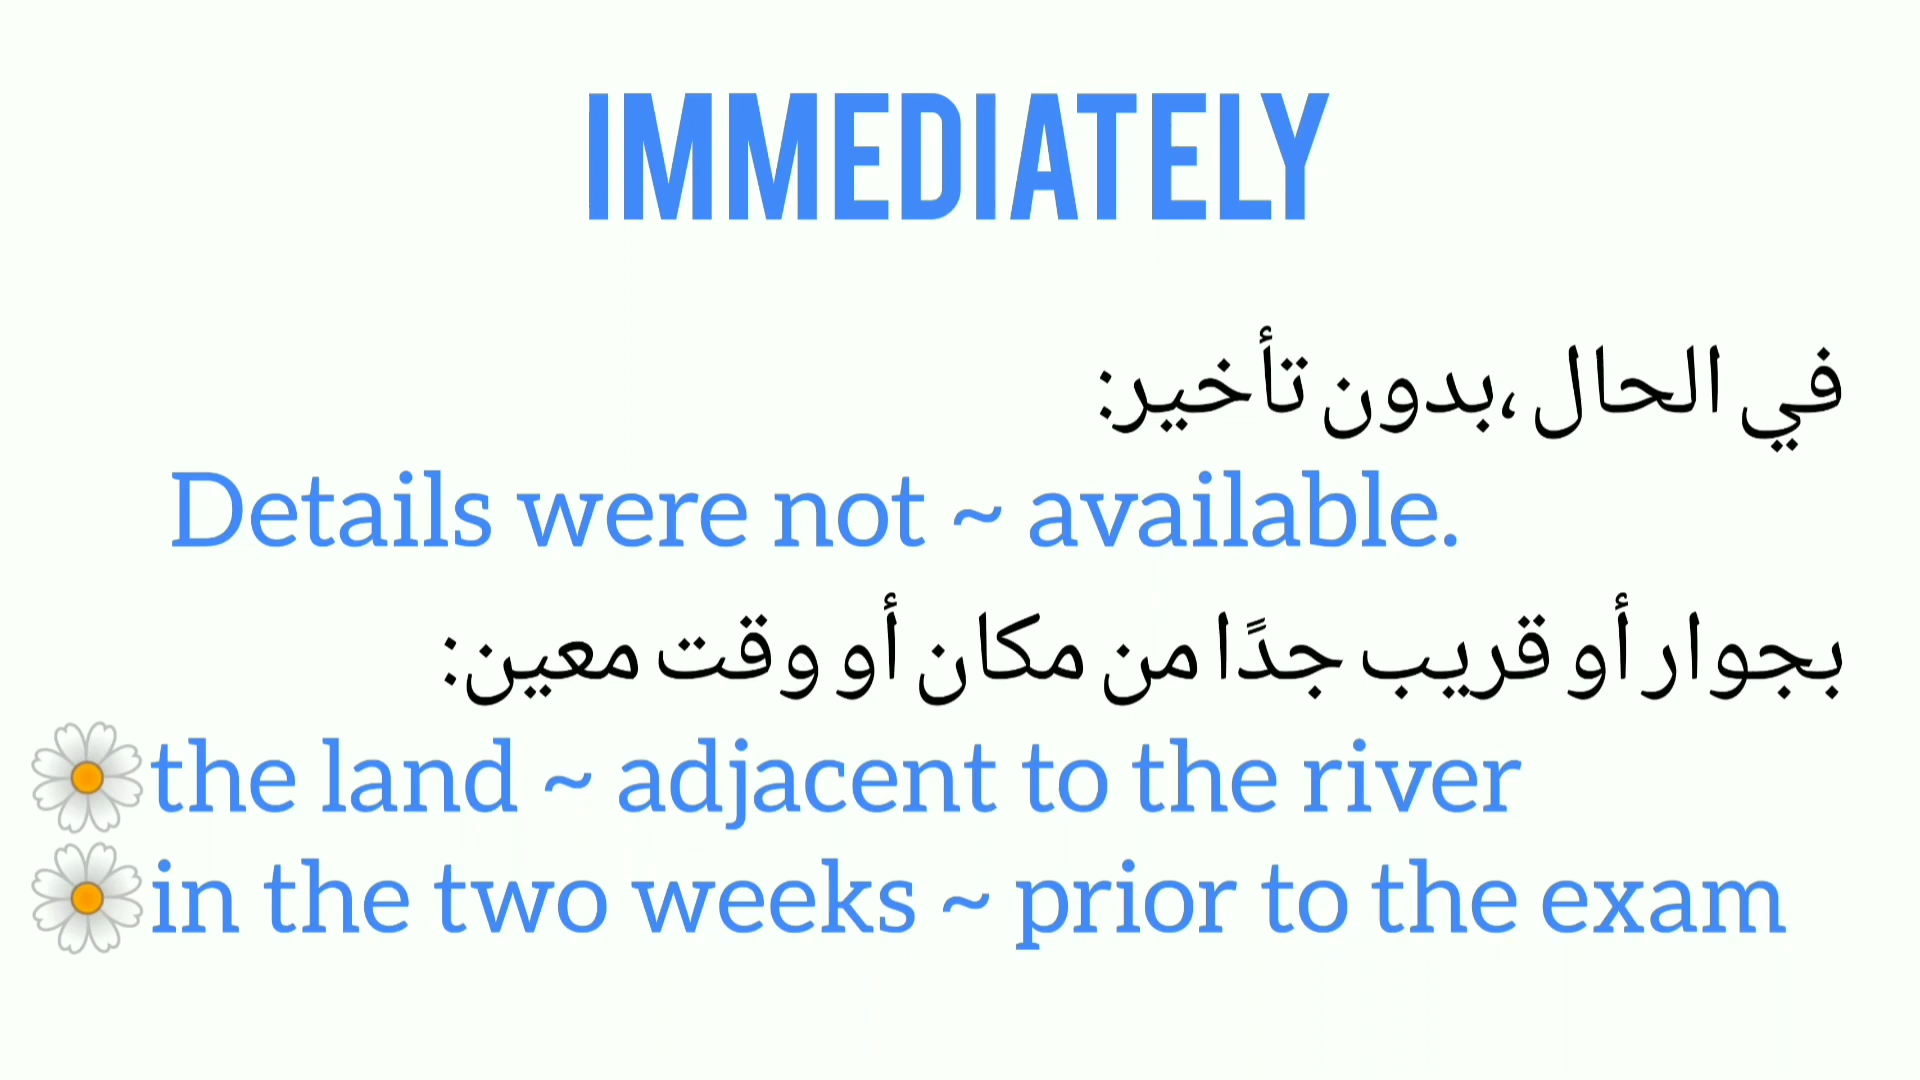 IMMEDIATELY
في الحال ،بدون تأخير:
Details were not ~ available.
بجوار أو قريب جدًا من مكان أو وقت معين:
the land ~ adjacent to the river
in the two weeks ~ prior to the exam